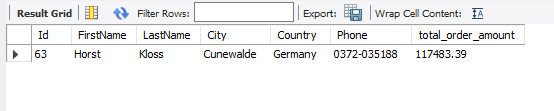 Result Grid Filter Rows: Export: Wrap Cell Content:
Id FirstName LastName City Country Phone total_order_amount
63 Horst Kloss Cunewalde Germany 0372-035188 117483.39